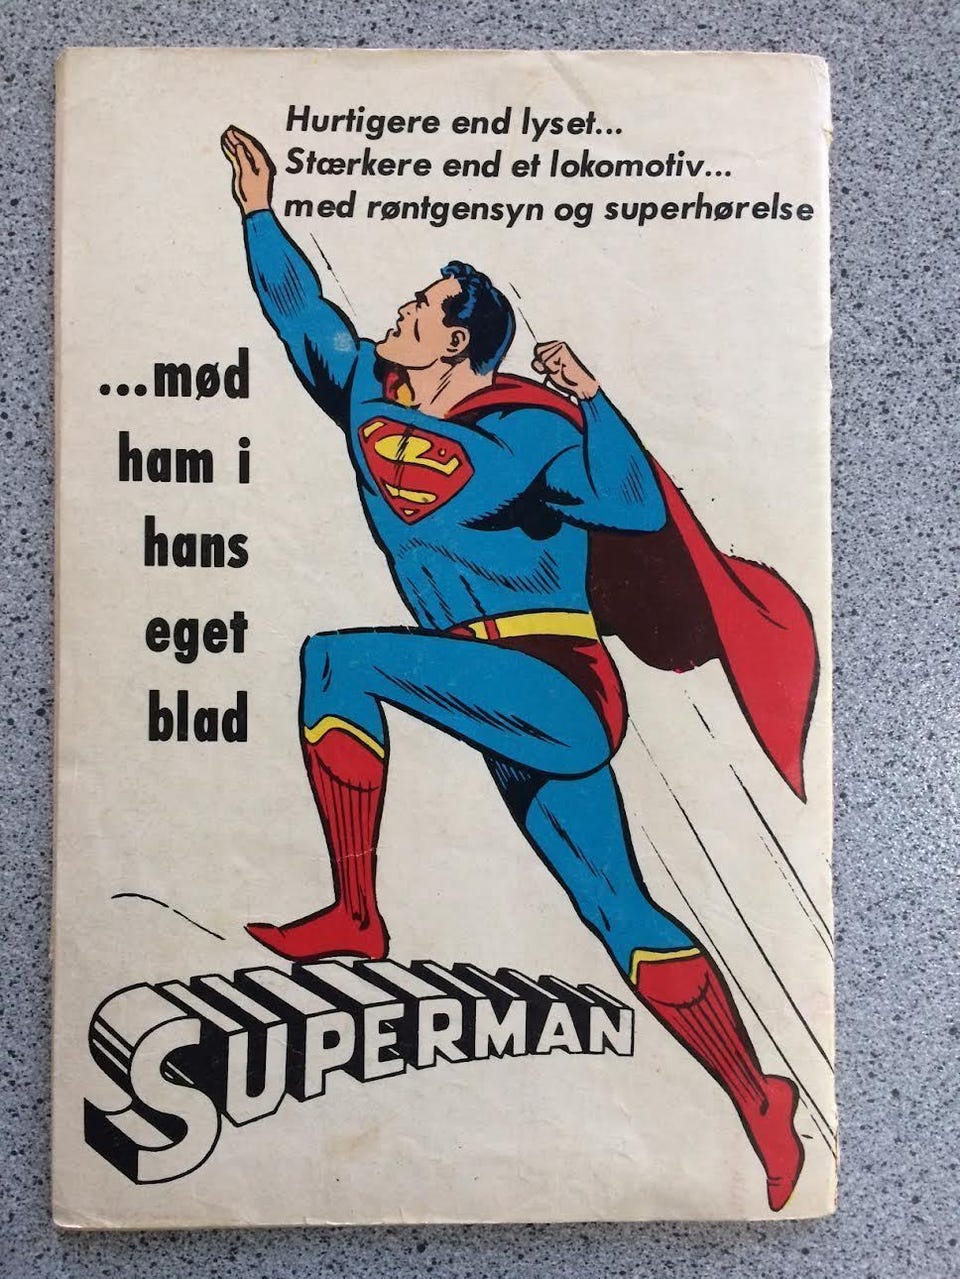 Hurtigere end lyset...
Stærkere end et lokomotiv...
med røntgensyn og superhørelse
...mød
ham i
hans
eget
blad
SUPERMAN